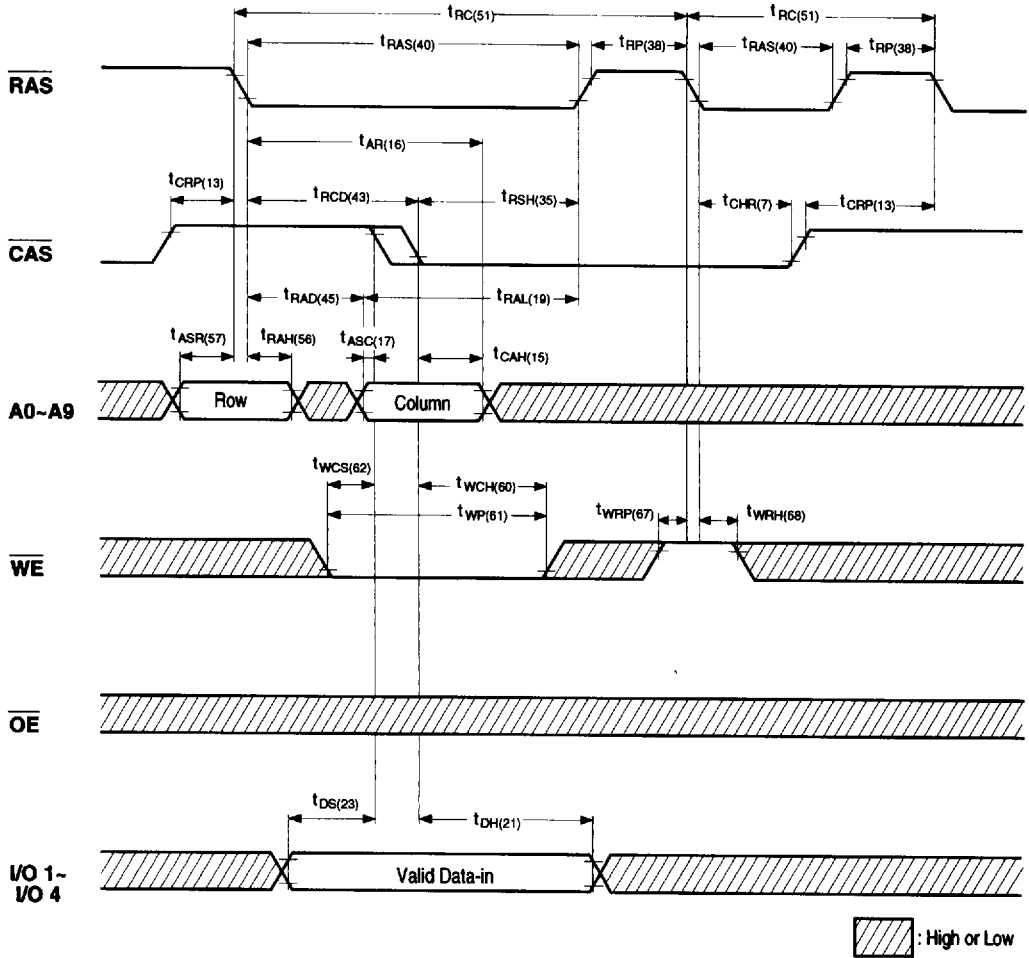 tRC(51) tRC(51)
tRAS(40) tRP(38) tRAS(40) tRP(38)
RAS
tAR(16)
tCRP(13) tRCD(43) tRSH(35) tCHR(7) tCRP(13)
CAS
tRAD(45) tRAL(19)
tASR(57) tRAH(56) tASC(17) tCAH(15)
A0~A9 Row Column
tWCS(62) tWCH(60)
tWP(61) tWRP(67) tWRH(68)
WE
OE
tDS(23) tDH(21)
I/O 1~
I/O 4
Valid Data-in
: High or Low